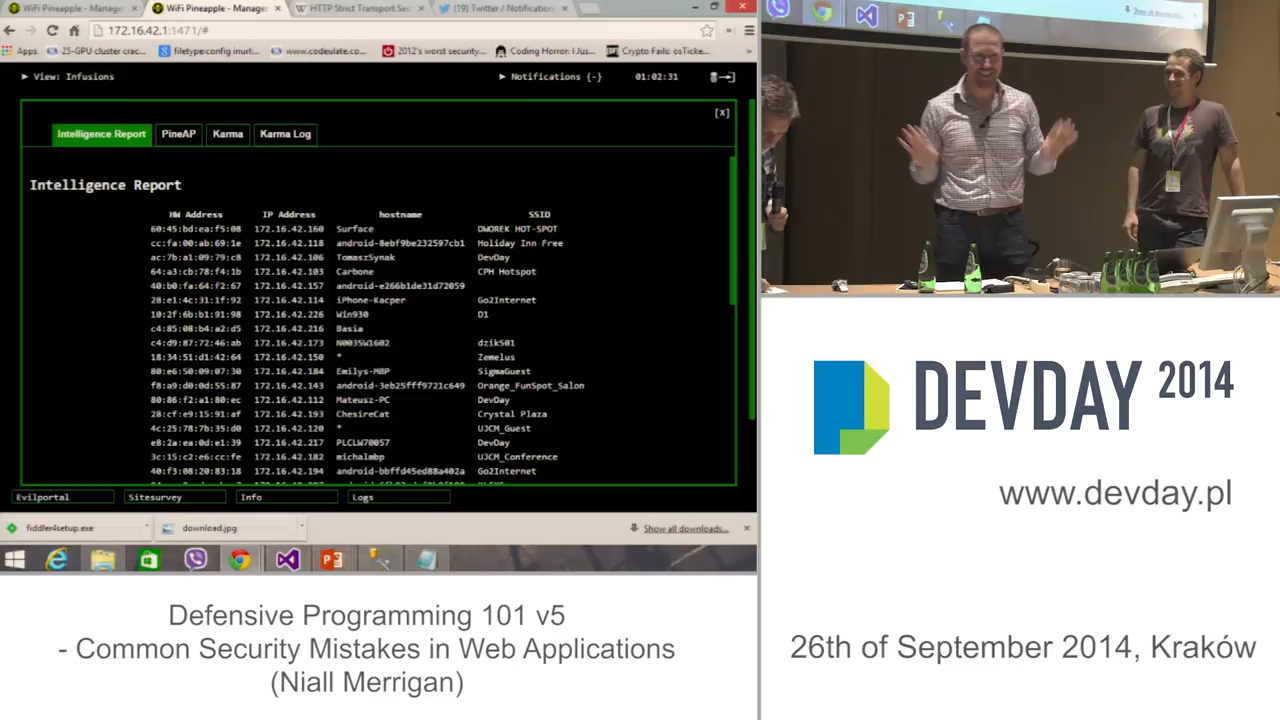 WiFi Pineapple - Manager
WiFi Pineapple - Manager
HTTP Strict Transport Sec
(19) Twitter / Notification
172.16.42.1:1471/#
Apps
25-GPU cluster crac...
filetype:config inurl:...
www.codeulate.co...
2012's worst security...
Coding Horror: I Jus...
Crypto Fails: osTicke...
View: Infusions
Notifications {-}
01:02:31
[X]
Intelligence Report
PineAP
Karma
Karma Log
Intelligence Report
HW Address IP Address hostname SSID
60:45:bd:ea:f5:08 172.16.42.160 Surface DWOREK HOT-SPOT
cc:fa:00:ab:69:1e 172.16.42.118 android-8ebf9be232597cb1 Holiday Inn Free
ac:7b:a1:09:79:c8 172.16.42.106 TomaszSynak DevDay
64:a3:cb:78:f4:1b 172.16.42.103 Carbone CPH Hotspot
40:b0:fa:64:f2:67 172.16.42.157 android-e266b1de31d72059
28:e1:4c:31:1f:92 172.16.42.114 iPhone-Kacper Go2Internet
10:2f:6b:b1:91:98 172.16.42.226 Win930 D1
c4:85:08:b4:a2:d5 172.16.42.216 Basia
c4:d9:87:72:46:ab 172.16.42.173 N0035W1602 dzik501
18:34:51:d1:42:64 172.16.42.150 * Zemelus
80:e6:50:09:07:30 172.16.42.184 Emilys-MBP SigmaGuest
f8:a9:d0:0d:55:87 172.16.42.143 android-3eb25fff9721c649 Orange_FunSpot_Salon
80:86:f2:a1:80:ec 172.16.42.112 Mateusz-PC DevDay
28:cf:e9:15:91:af 172.16.42.193 ChesireCat Crystal Plaza
4c:25:78:7b:35:d0 172.16.42.120 * UJCM_Guest
e8:2a:ea:0d:e1:39 172.16.42.217 PLCLW70057 DevDay
3c:15:c2:e6:cc:fe 172.16.42.182 michalmbp UJCM_Conference
40:f3:08:20:83:18 172.16.42.194 android-bbffd45ed88a402a Go2Internet
Evilportal
Sitesurvey
Info
Logs
fiddler4setup.exe
download.jpg
Show all downloads...
Defensive Programming 101 v5
- Common Security Mistakes in Web Applications
(Niall Merrigan)
Show all downloads...
DEVDAY 2014
www.devday.pl
26th of September 2014, Kraków